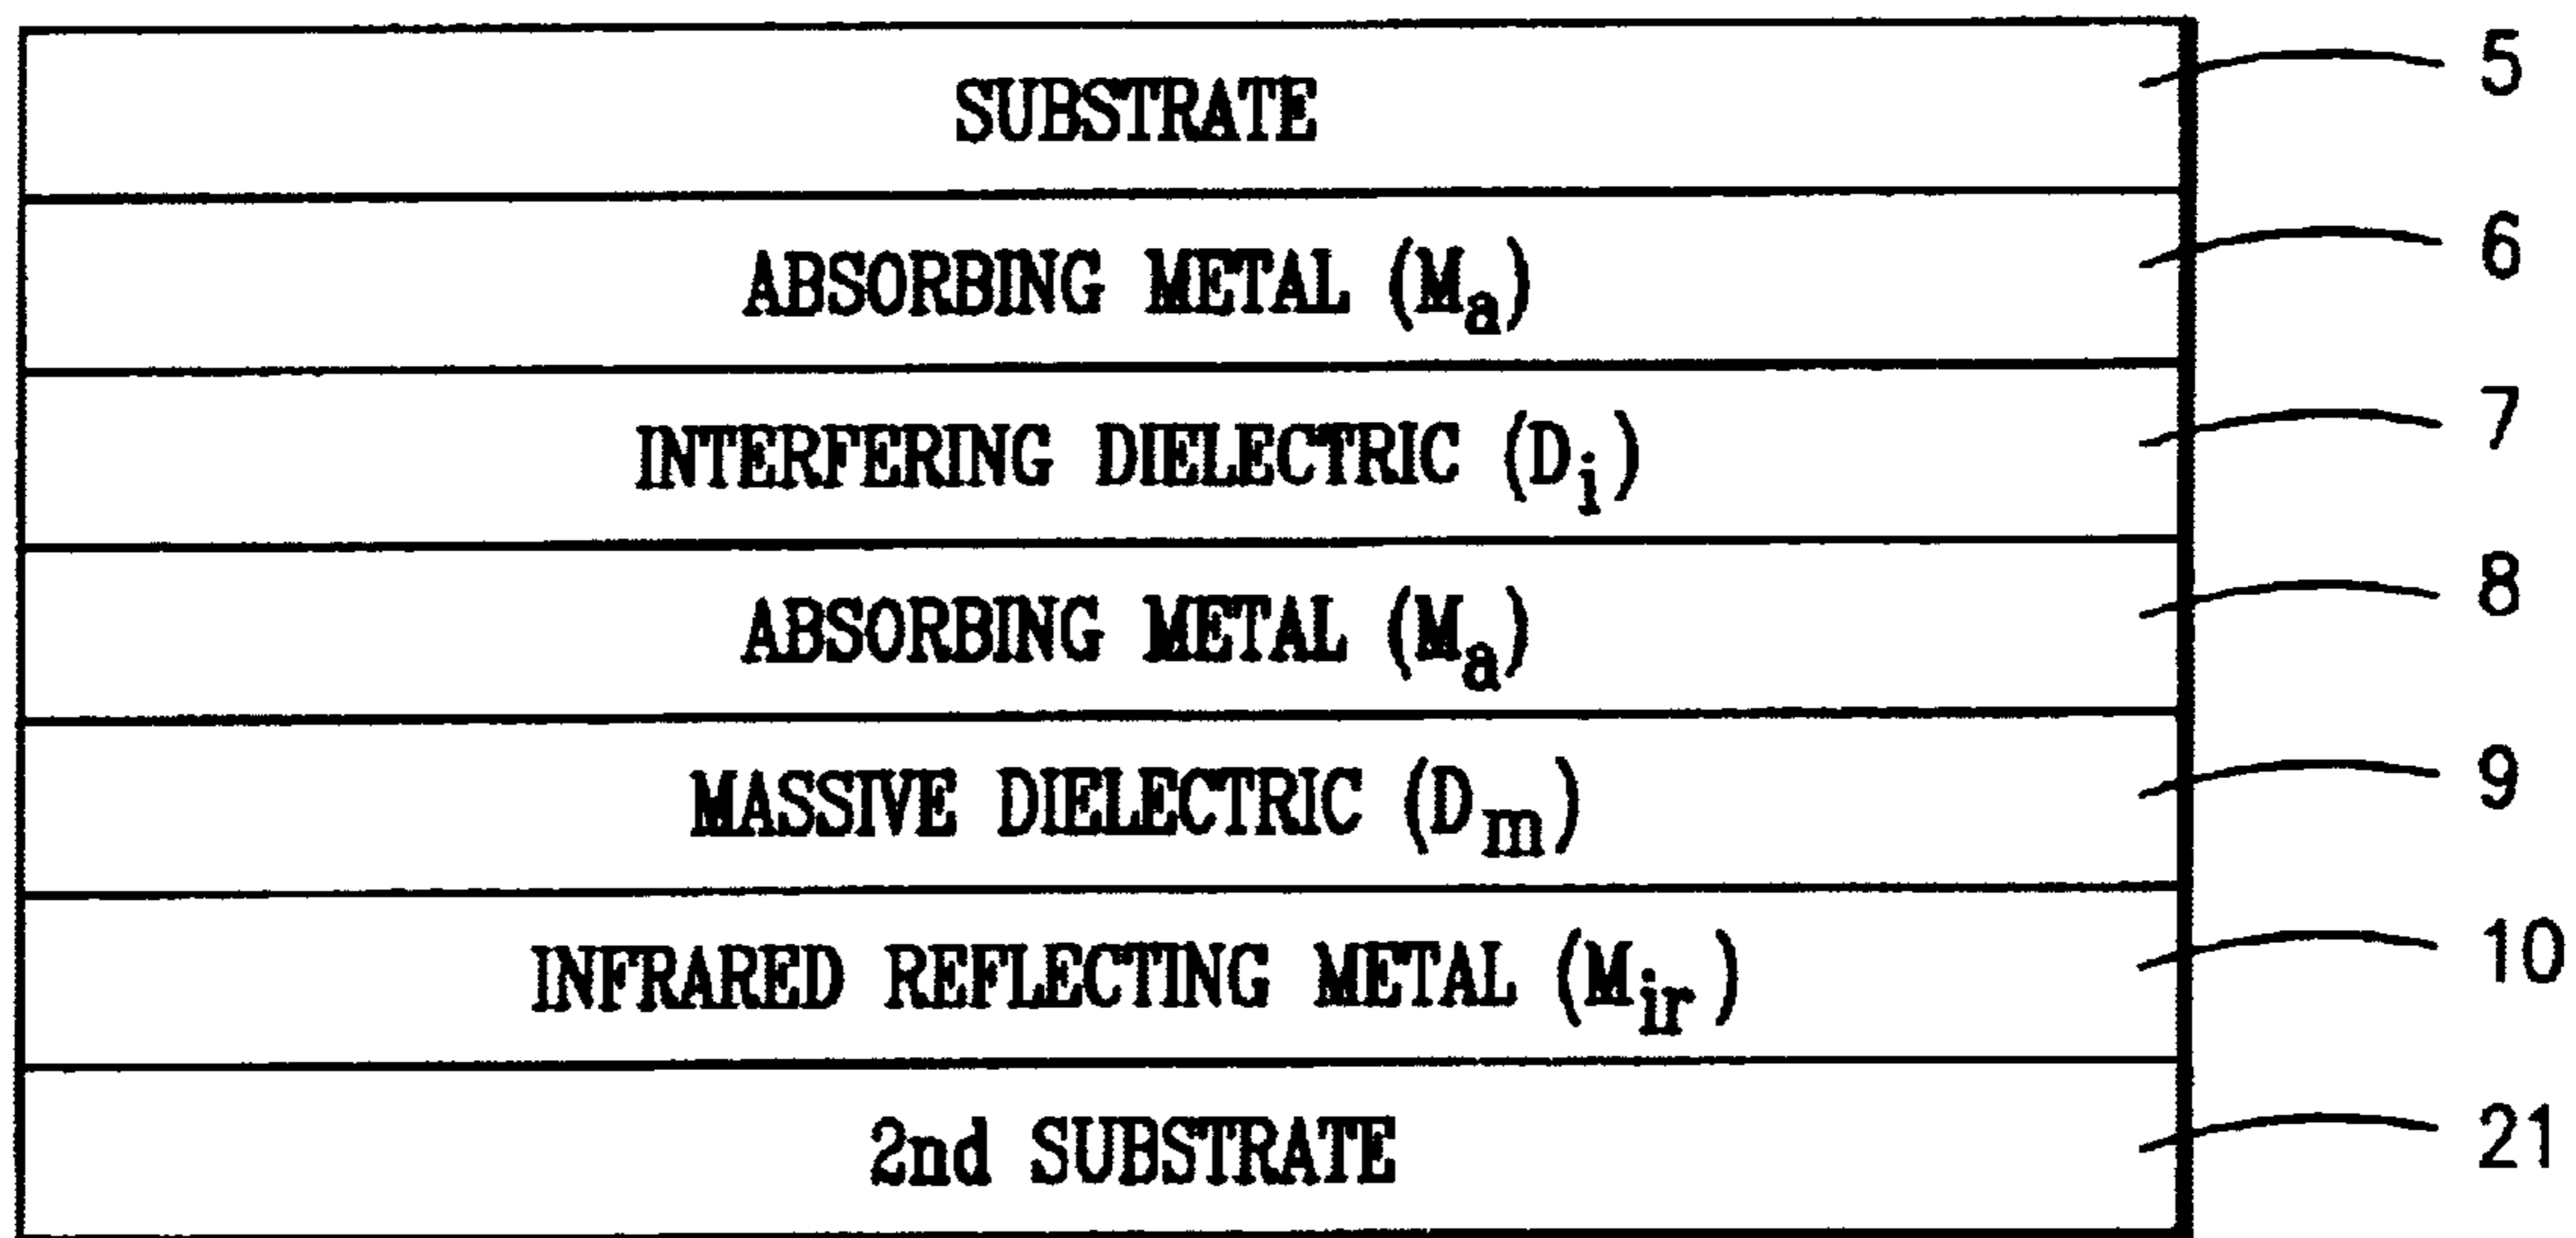 SUBSTRATE 5
ABSORBING METAL (Ma) 6
INTERFERING DIELECTRIC (Di) 7
ABSORBING METAL (Ma) 8
MASSIVE DIELECTRIC (Dm) 9
INFRARED REFLECTING METAL (Mir) 10
2nd SUBSTRATE 21